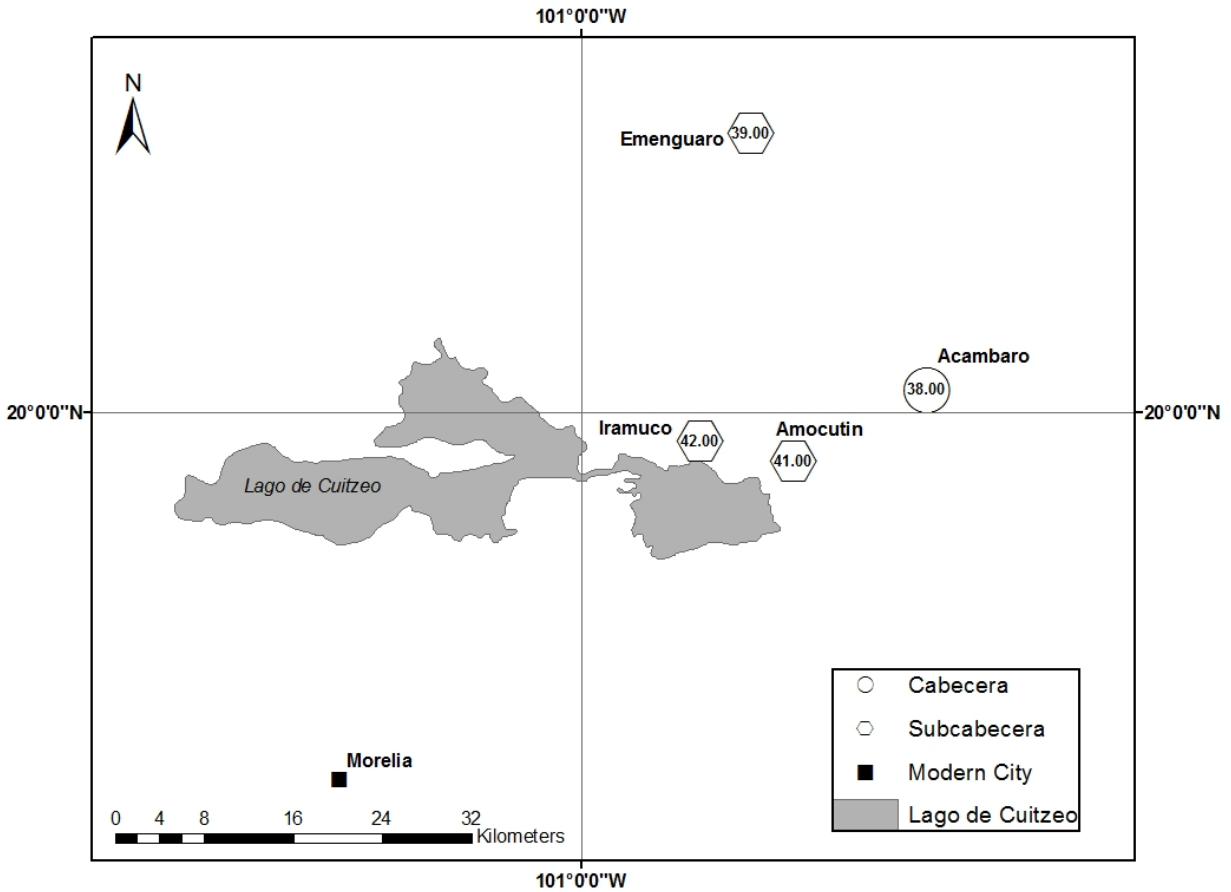 101°0'0"W
N
Emenguaro
39.00
Acambaro
38.00
20°0'0"N
20°0'0"N
Iramuco
42.00
Amocutin
41.00
Lago de Cuitzeo
Morelia
0 4 8 16 24 32
Kilometers
Cabecera
Subcabecera
Modern City
Lago de Cuitzeo
101°0'0"W